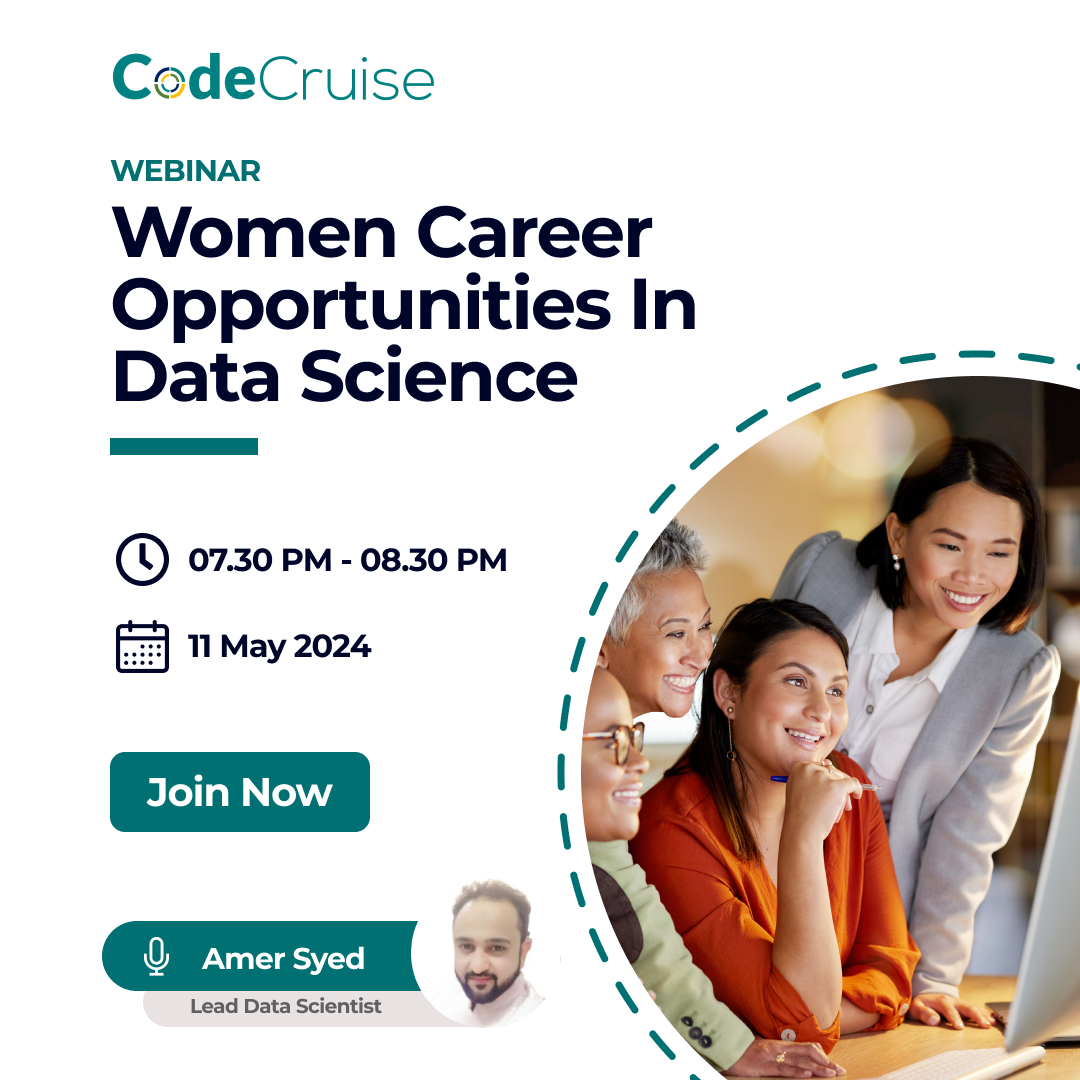 CodeCruise
WEBINAR
Women Career
Opportunities In
Data Science
07.30 PM - 08.30 PM
11 May 2024
Join Now
Amer Syed
Lead Data Scientist